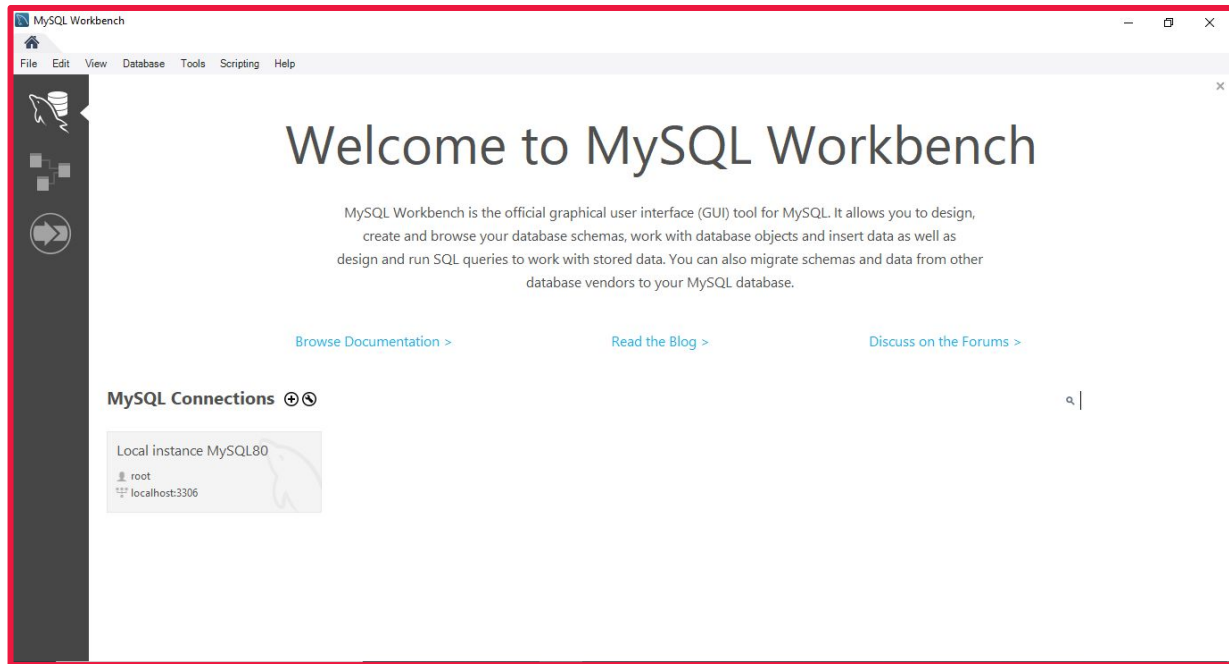 MySQL Workbench
File Edit View Database Tools Scripting Help
Welcome to MySQL Workbench
MySQL Workbench is the official graphical user interface (GUI) tool for MySQL. It allows you to design,
create and browse your database schemas, work with database objects and insert data as well as
design and run SQL queries to work with stored data. You can also migrate schemas and data from other
database vendors to your MySQL database.
Browse Documentation > Read the Blog > Discuss on the Forums >
MySQL Connections
Local instance MySQL80
root
localhost:3306